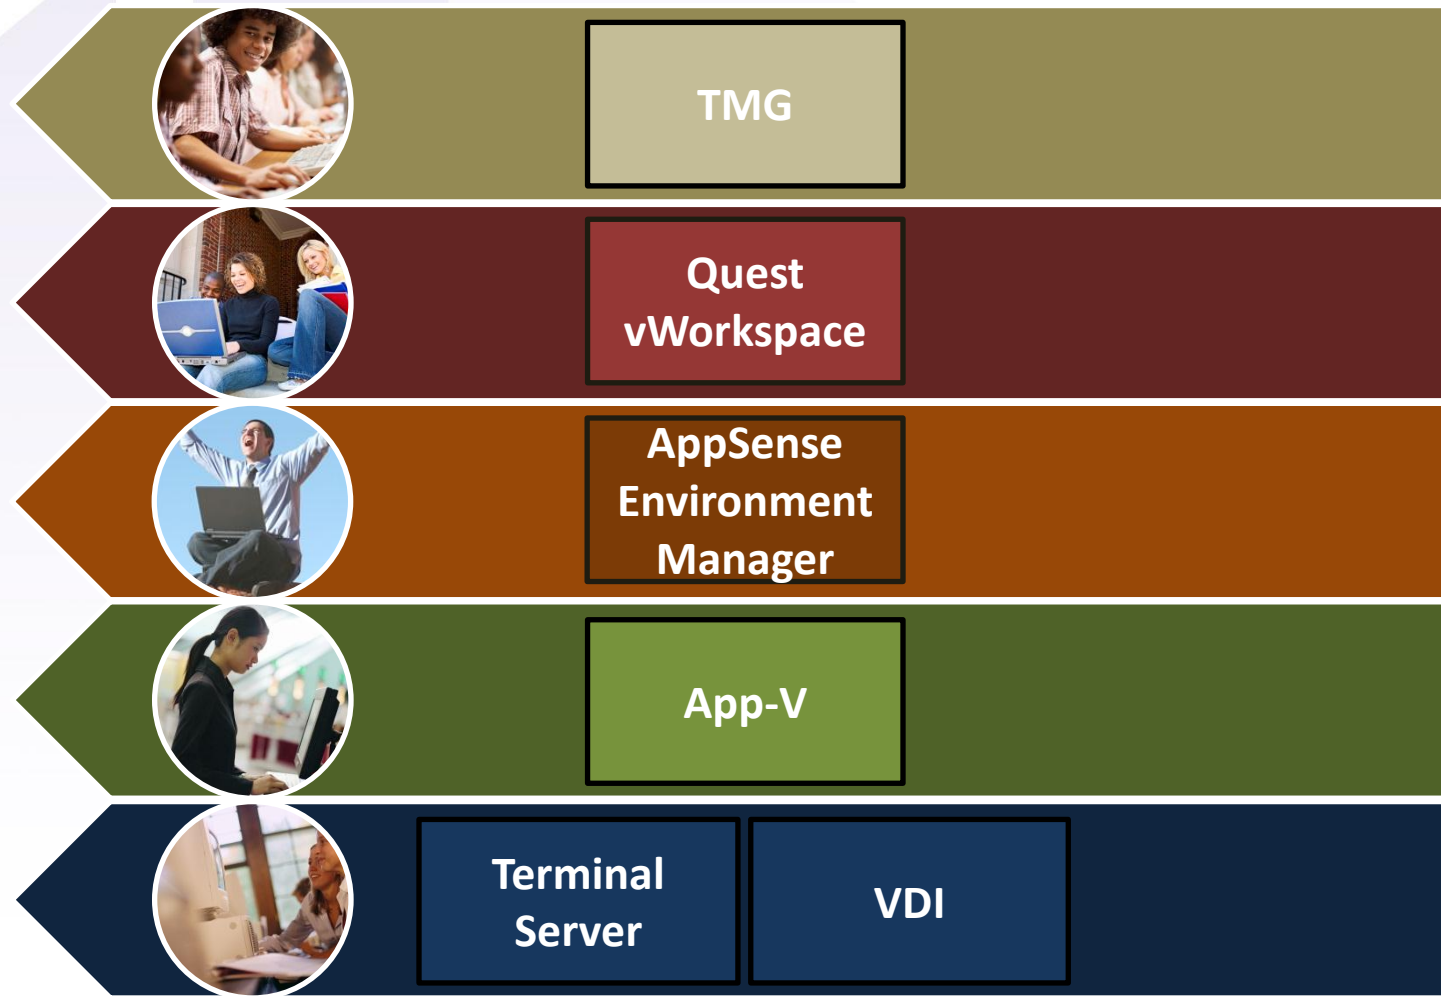 TMG
Quest
vWorkspace
AppSense
Environment
Manager
App-V
Terminal
Server
VDI